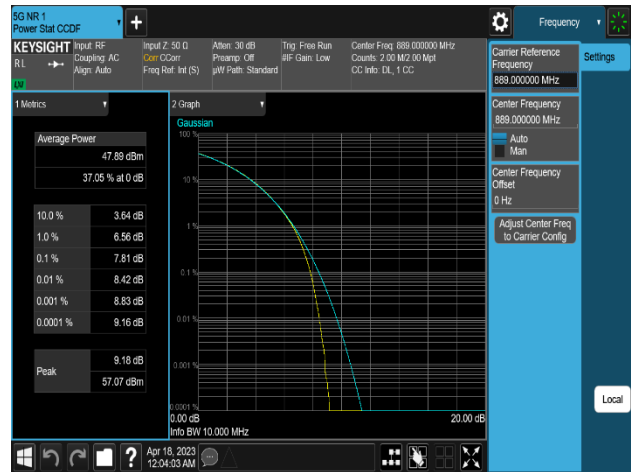 5G NR 1
Power Stat CCDF
Frequency
KEYSIGHT
RL
LXI
Input: RF
Coupling: AC
Align: Auto
Input Z: 50 Ω
Corr CCorr
Freq Ref: Int (S)
Atten: 30 dB
Preamp: Off
µW Path: Standard
Trig: Free Run
#IF Gain: Low
Center Freq: 889.000000 MHz
Counts: 2.00 M/2.00 Mpt
CC Info: DL, 1 CC
1 Metrics
Average Power
47.89 dBm
37.05 % at 0 dB
10.0 % 3.64 dB
1.0 % 6.56 dB
0.1 % 7.81 dB
0.01 % 8.42 dB
0.001 % 8.83 dB
0.0001 % 9.16 dB
Peak
9.18 dB
57.07 dBm
2 Graph
Gaussian
100 %
10 %
1 %
0.1 %
0.01 %
0.001 %
0.0001 %
0.00 dB 20.00 dB
Info BW 10.000 MHz
Carrier Reference
Frequency
889.000000 MHz
Center Frequency
889.000000 MHz
Auto
Man
Center Frequency
Offset
0 Hz
Adjust Center Freq
to Carrier Config
Settings
Local
?
Apr 18, 2023
12:04:03 AM